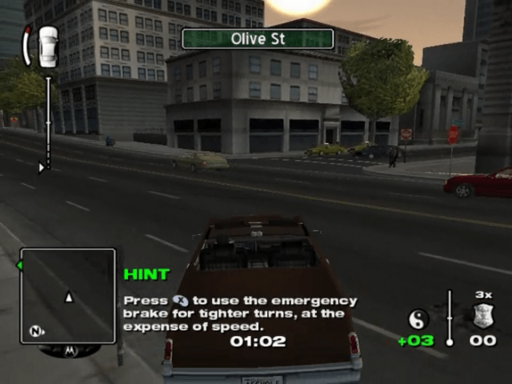 Olive St
HINT
Press to use the emergency
brake for tighter turns, at the
expense of speed.
01:02
N
3x
+03
00